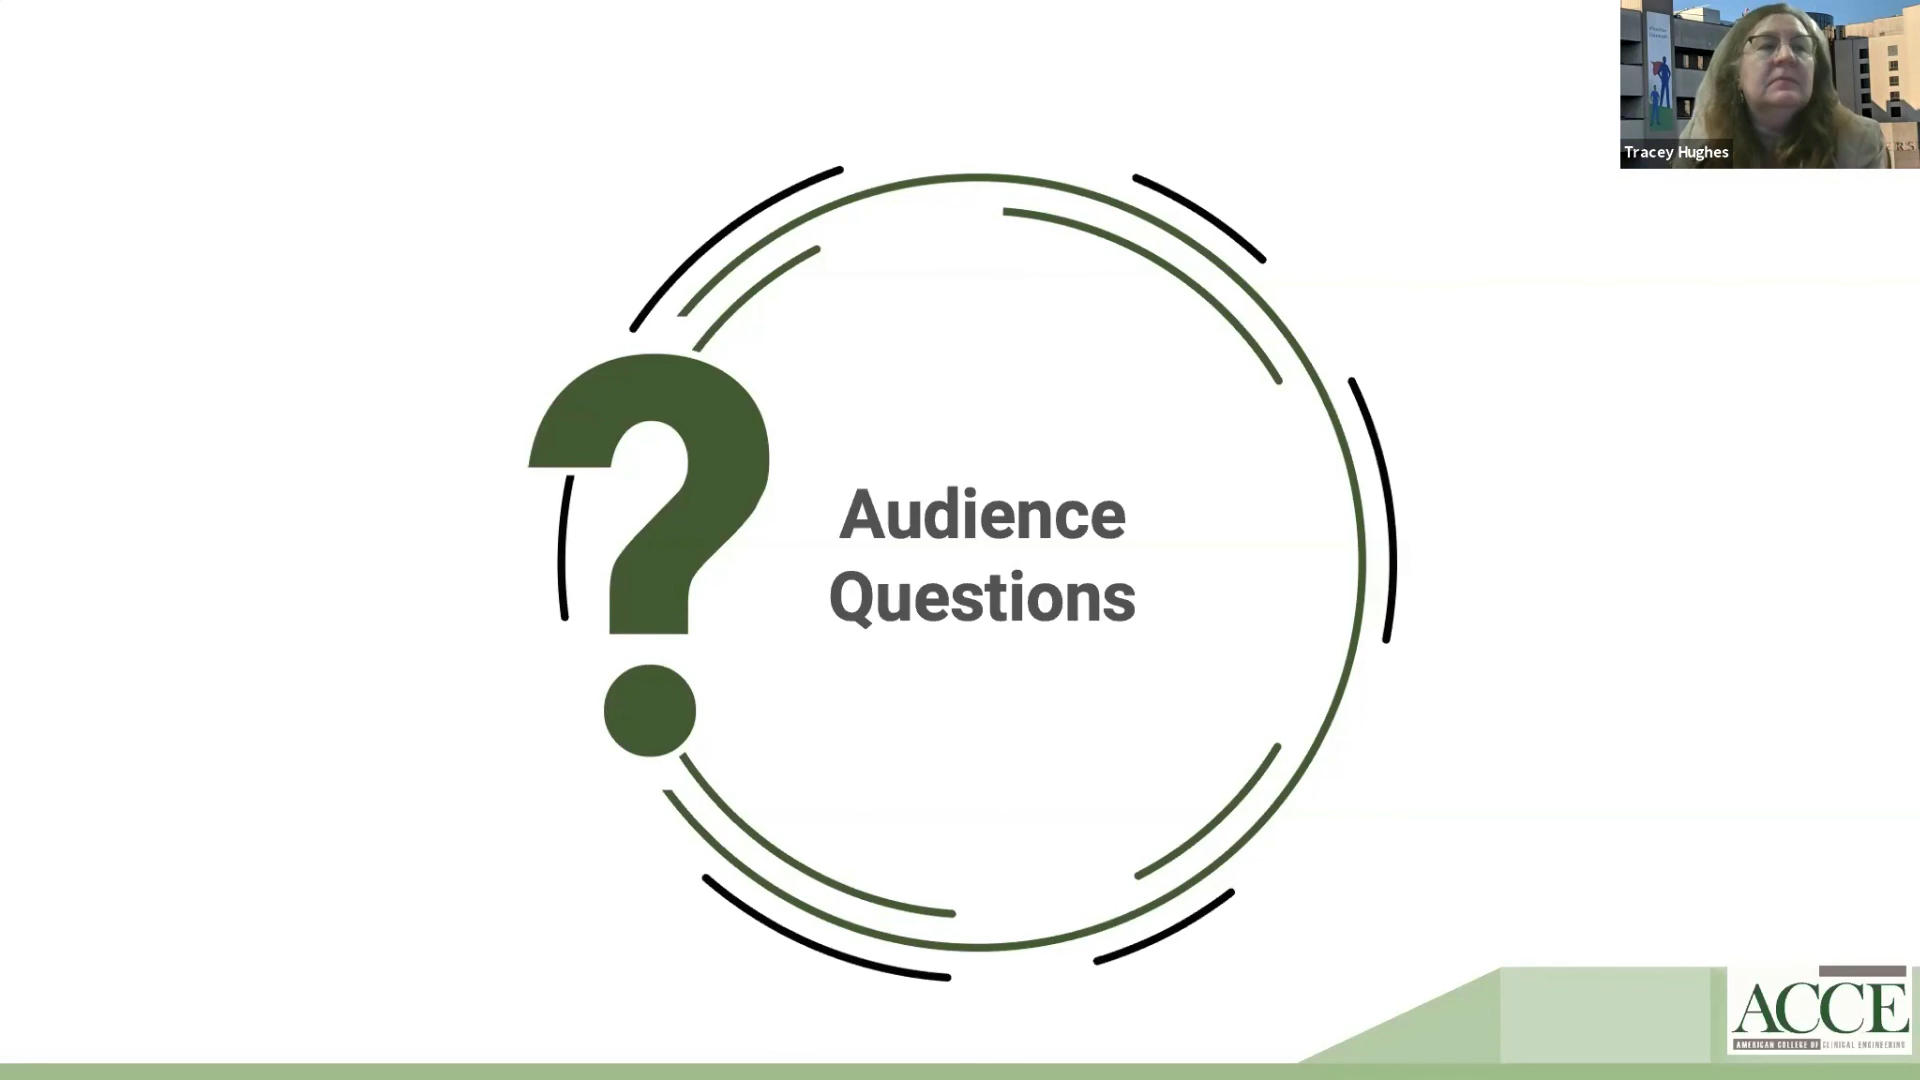 Tracey Hughes
Audience
Questions
ACCE
AMERICAN COLLEGE OF CLINICAL ENGINEERING